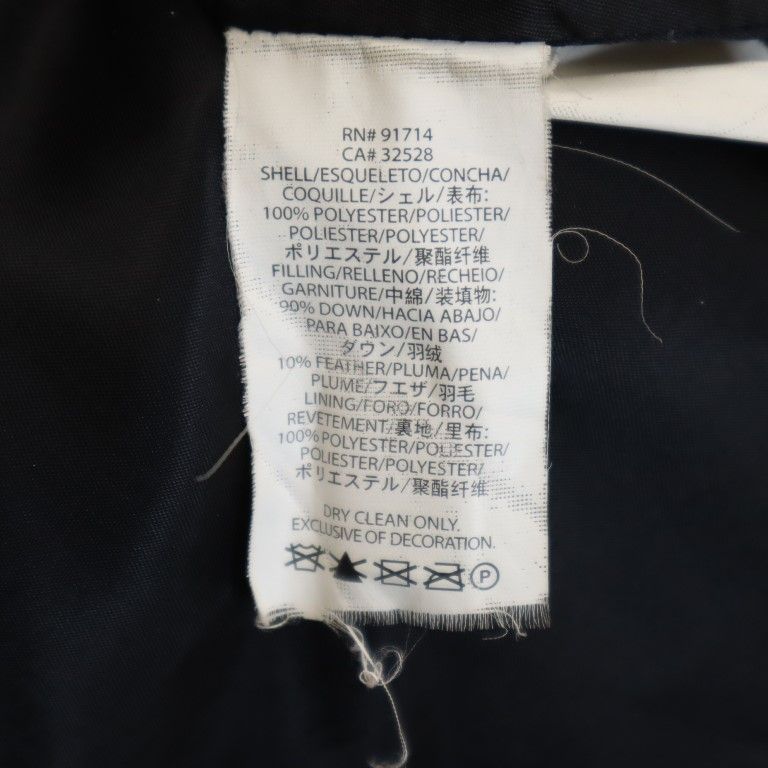 RN# 91714
CA# 32528
SHELL/ESQUELETO/CONCHA/
COQUILLE/シェル/表布:
100% POLYESTER/POLIESTER/
POLIESTER/POLYESTER/
ポリエステル/聚酯纤维
FILLING/RELLENO/RECHEIO/
GARNITURE/中綿/装填物:
90% DOWN/HACIA ABAJO/
PARA BAIXO/EN BAS/
ダウン/羽绒
10% FEATHER/PLUMA/PENA/
PLUME/フエザ/羽毛
LINING/FORO/FORRO/
REVETEMENT/裏地/里布:
100% POLYESTER/POLIESTER/
POLIESTER/POLYESTER/
ポリエステル/聚酯纤维
DRY CLEAN ONLY.
EXCLUSIVE OF DECORATION.
P